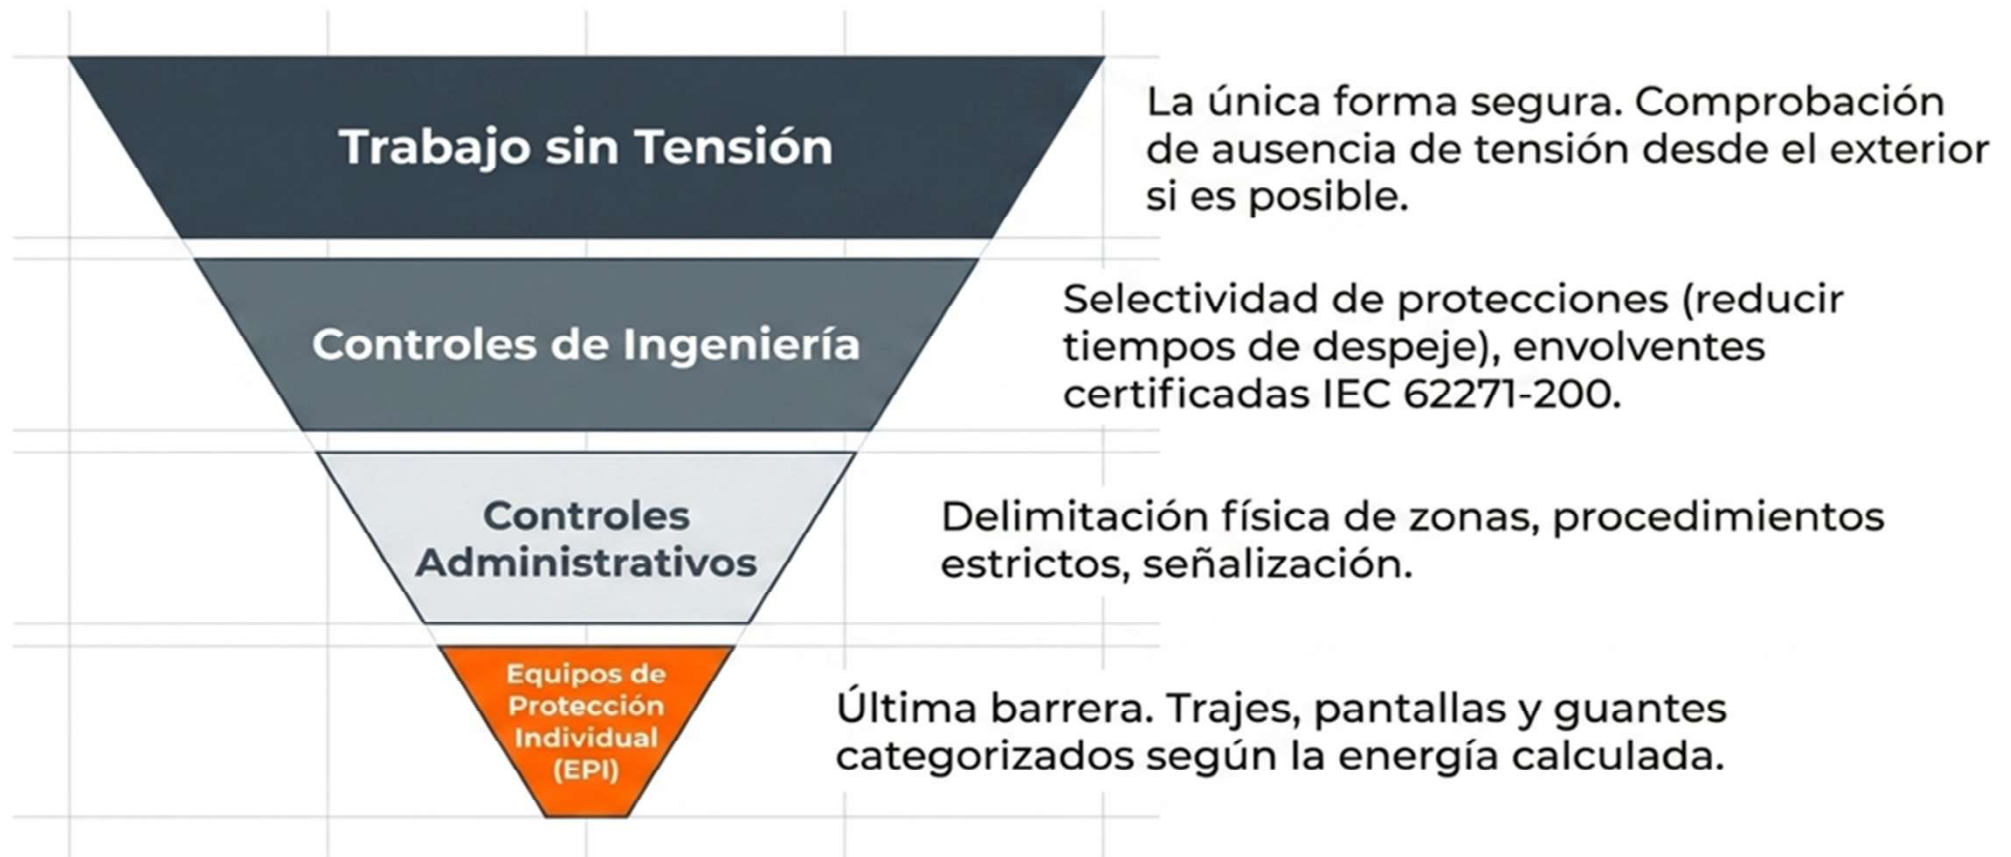 Trabajo sin Tensión
La única forma segura. Comprobación
de ausencia de tensión desde el exterior
si es posible.
Controles de Ingeniería
Selectividad de protecciones (reducir
tiempos de despeje), envolventes
certificadas IEC 62271-200.
Controles
Administrativos
Delimitación física de zonas, procedimientos
estrictos, señalización.
Equipos de
Protección
Individual
(EPI)
Última barrera. Trajes, pantallas y guantes
categorizados según la energía calculada.